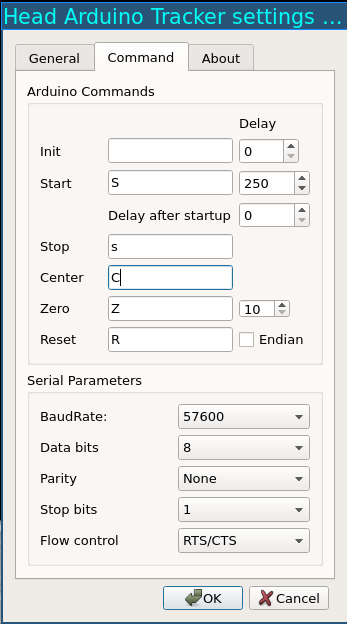 Head Arduino Tracker settings ...
General Command About
Arduino Commands
Delay
Init 0
Start S 250
Delay after startup 0
Stop s
Center C
Zero Z 10
Reset R Endian
Serial Parameters
BaudRate: 57600
Data bits 8
Parity None
Stop bits 1
Flow control RTS/CTS
OK Cancel